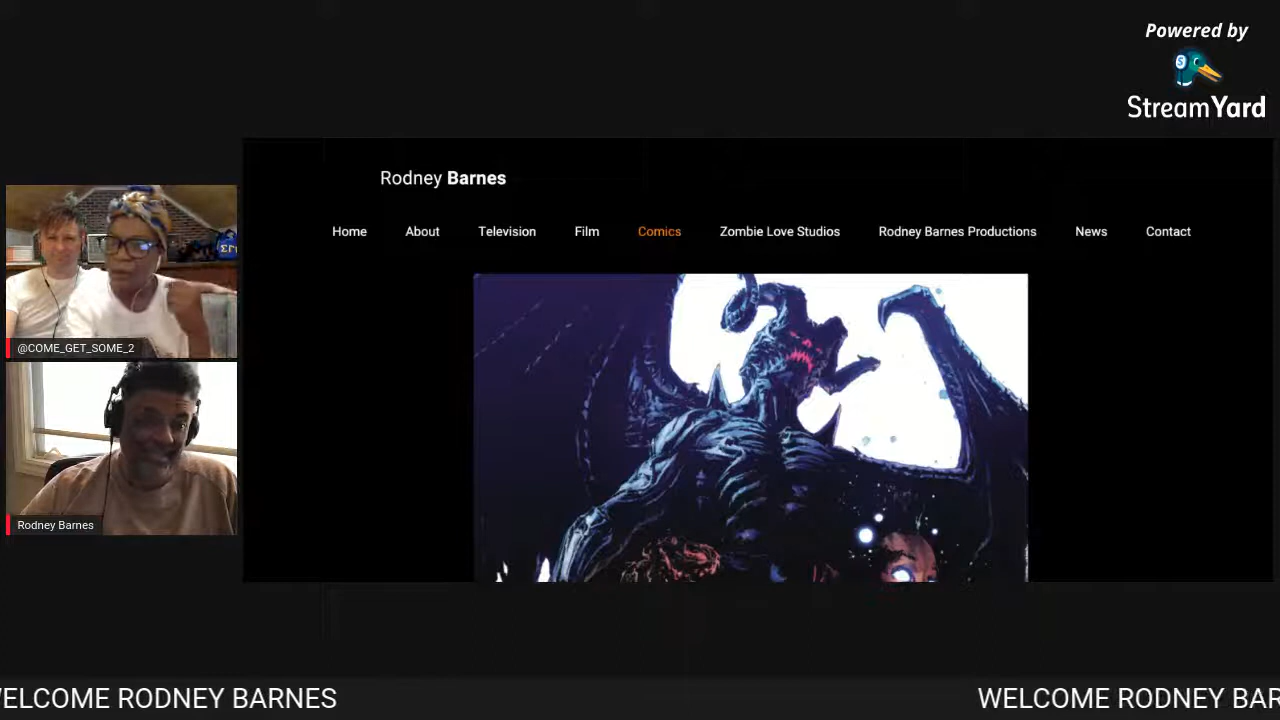 Powered by
StreamYard
Rodney Barnes
Home About Television Film Comics Zombie Love Studios Rodney Barnes Productions News Contact
@COME_GET_SOME_2
Rodney Barnes
ELCOME RODNEY BARNES
WELCOME RODNEY BAR